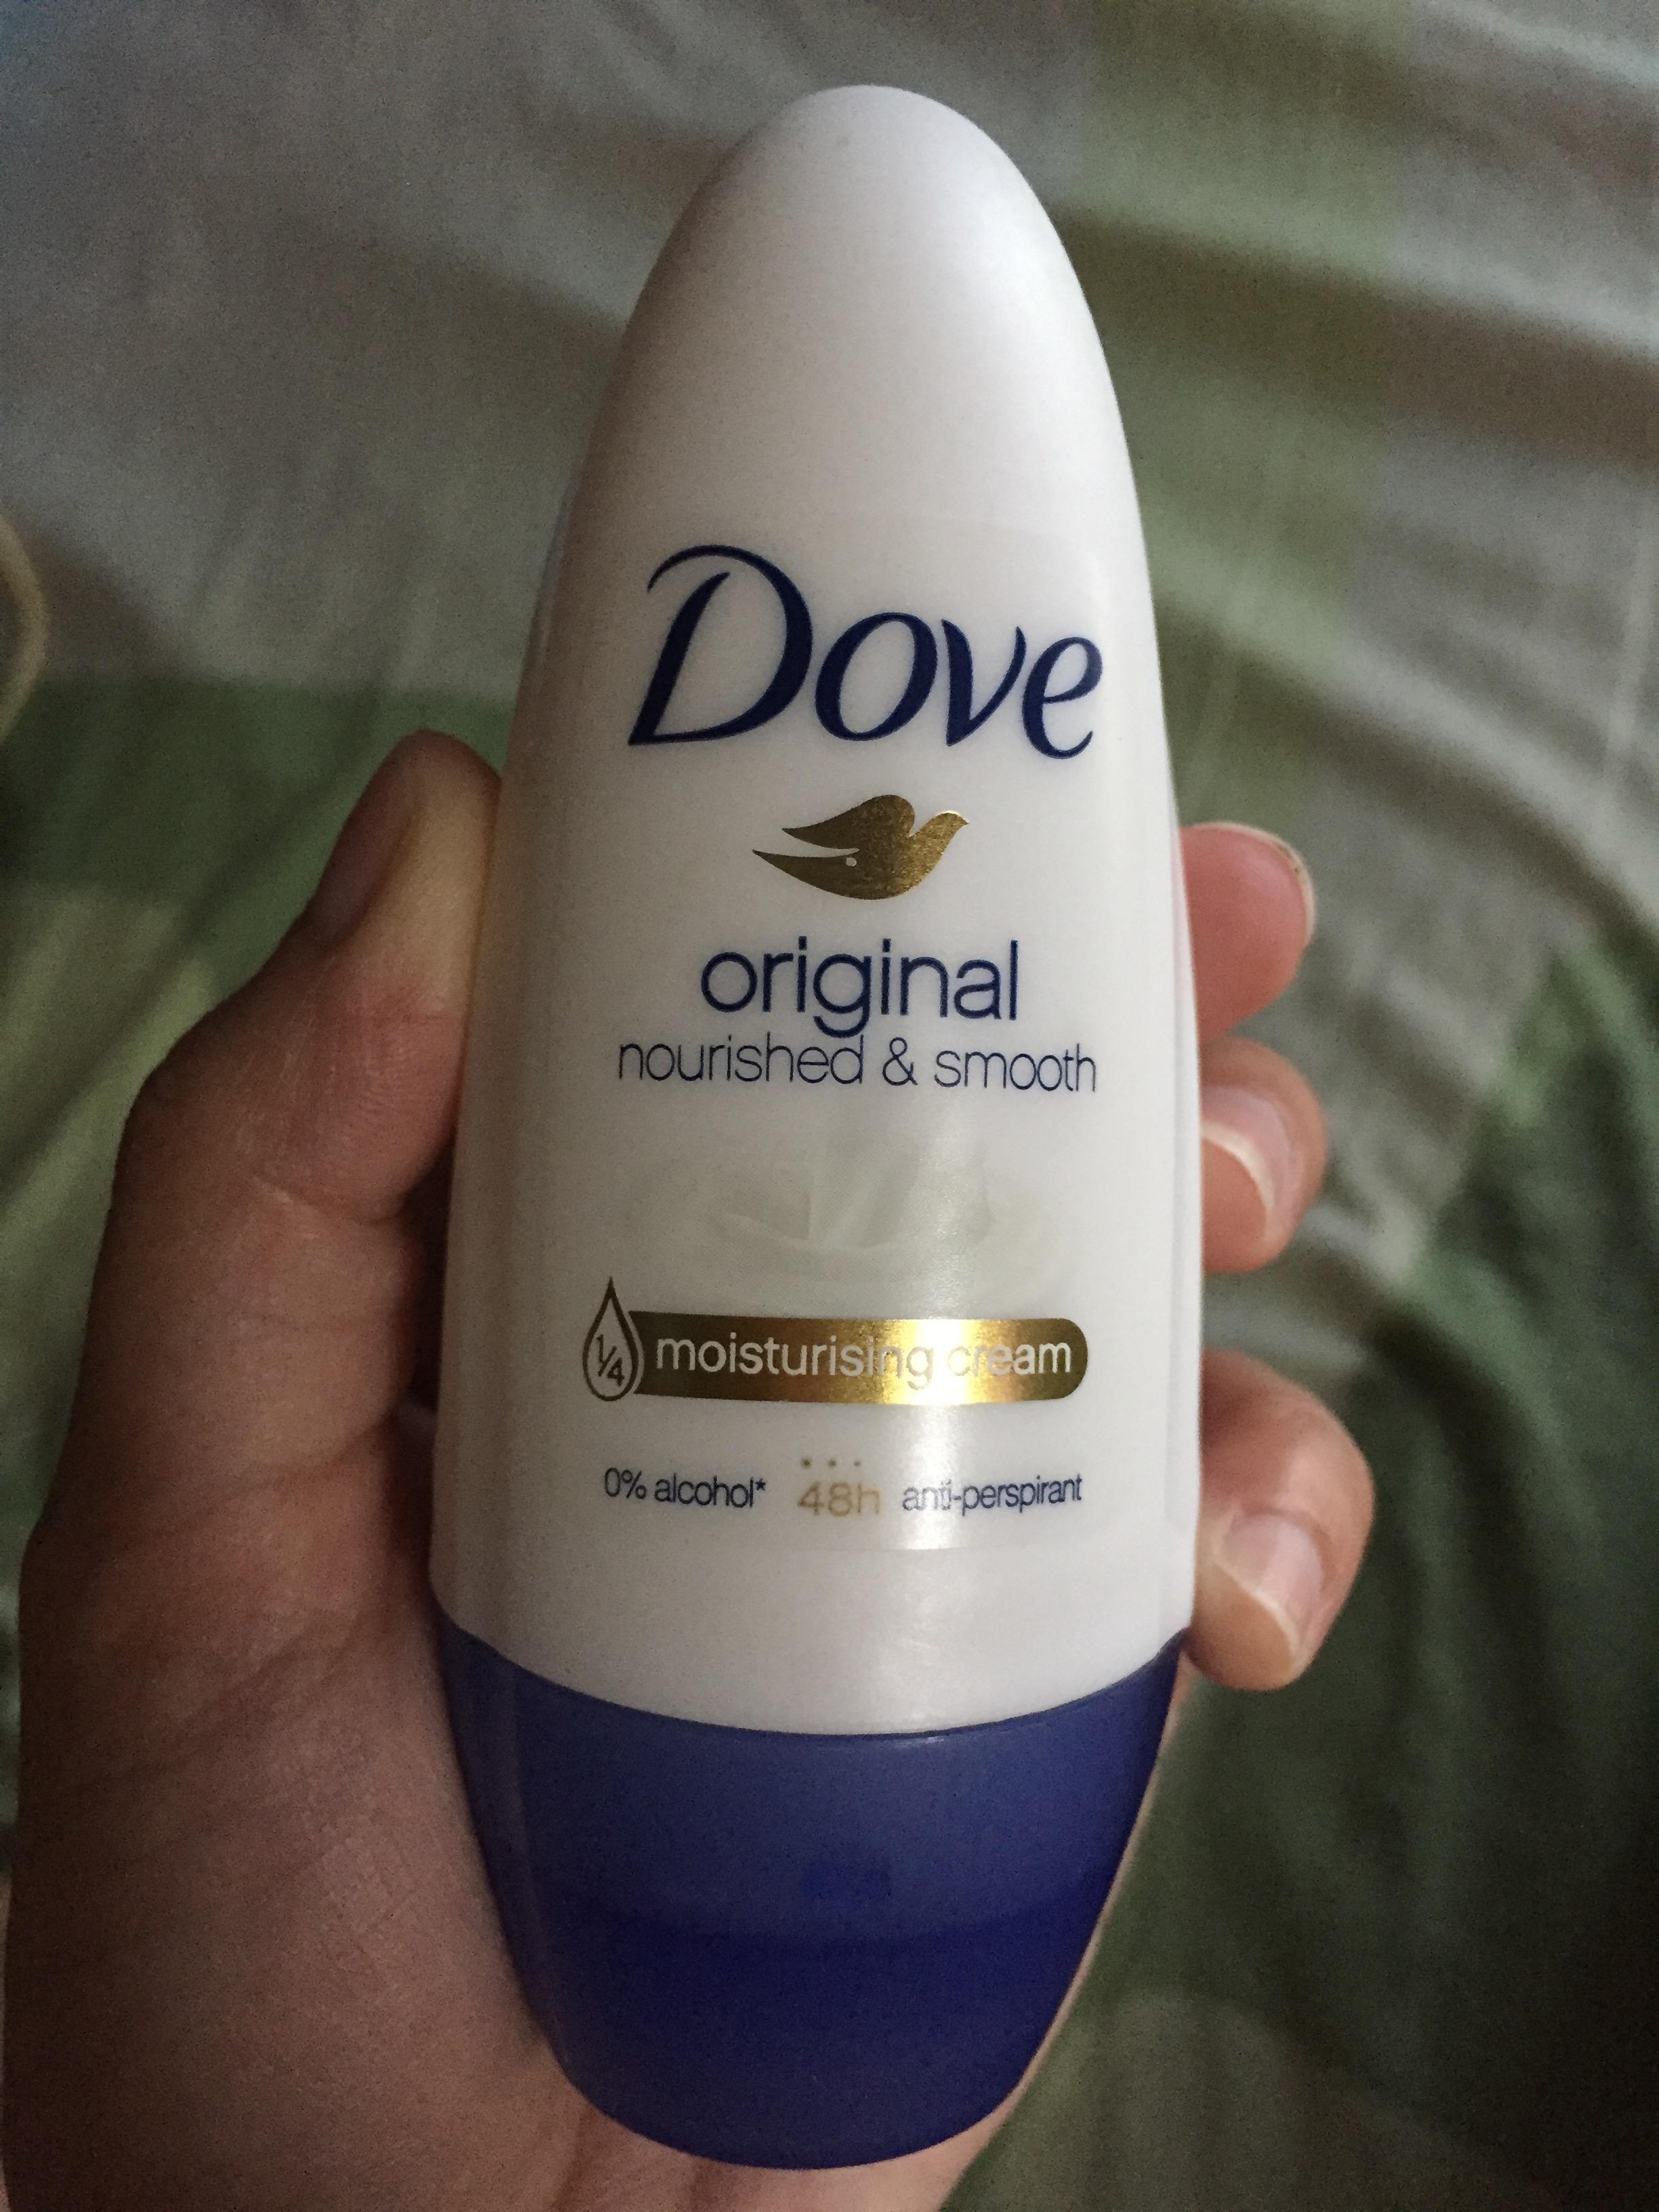 Dove
original
nourished & smooth
1/4 moisturising cream
0% alcohol* 48h anti-perspirant